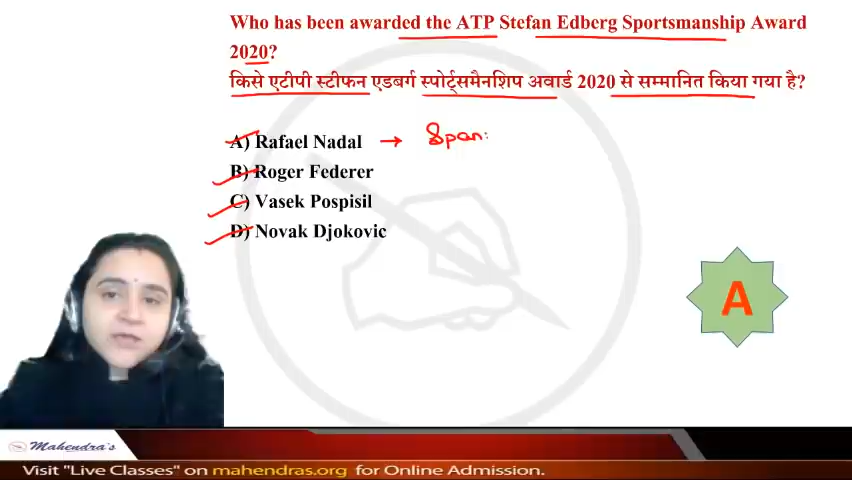 Who has been awarded the ATP Stefan Edberg Sportsmanship Award
2020?
किसे एटीपी स्टीफन एडबर्ग स्पोर्ट्समैनशिप अवार्ड 2020 से सम्मानित किया गया है?
A) Rafael Nadal → Span:
B) Roger Federer
C) Vasek Pospisil
D) Novak Djokovic
A
Mahendra's
Visit "Live Classes" on mahendras.org for Online Admission.